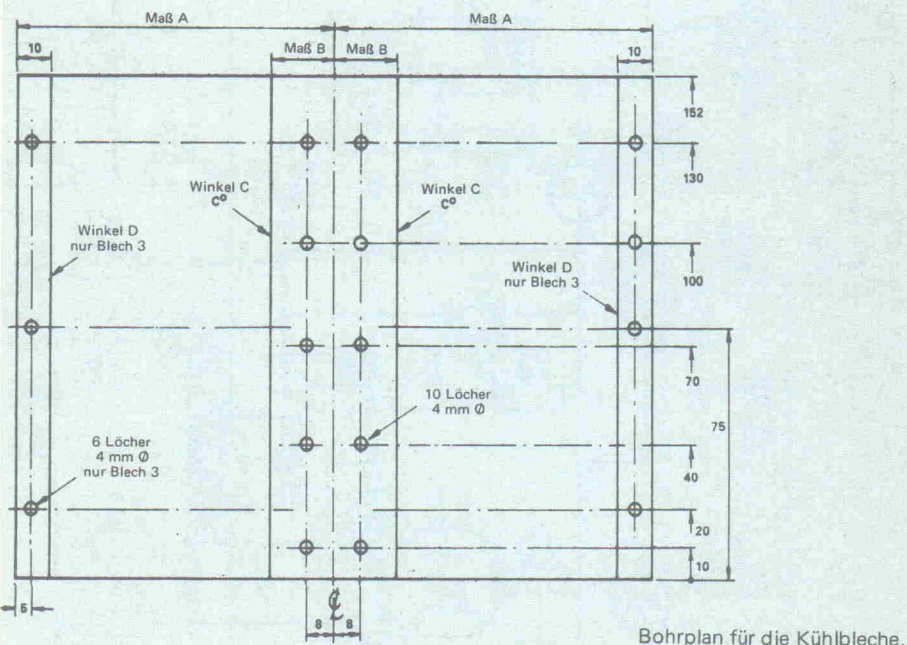 Maß A
Maß A
10
Maß B
Maß B
10
152
130
Winkel C
C°
Winkel C
C°
Winkel D
nur Blech 3
Winkel D
nur Blech 3
100
70
75
10 Löcher
4 mm Ø
6 Löcher
4 mm Ø
nur Blech 3
40
20
10
5
8
8
Bohrplan für die Kühlbleche.